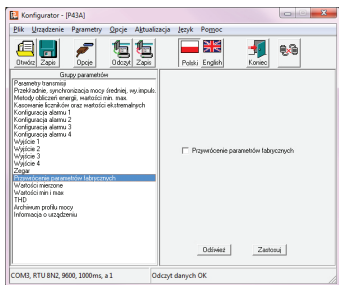 Konfigurator - [P43A]
Plik Urządzenie Parametry Opcje Aktualizacja Język Pomoc
Otwórz Zapis Opcje Odczyt Zapis Polski English Koniec
Grupy parametrów
Parametry transmisji
Przekładnie, synchronizacja mocy średniej, wy.impuls.
Metody obliczeń energii, wartości min. max.
Kasowanie liczników oraz wartości ekstremalnych
Konfiguracja alarmu 1
Konfiguracja alarmu 2
Konfiguracja alarmu 3
Konfiguracja alarmu 4
Wyjście 1
Wyjście 2
Wyjście 3
Wyjście 4
Zegar
Przywrócenie parametrów fabrycznych
Wartości mierzone
Wartości min i max
THD
Archiwum profilu mocy
Informacja o urządzeniu
Przywrócenie parametrów fabrycznych
Odśwież Zastosuj
COM3, RTU 8N2, 9600, 1000ms, a 1 Odczyt danych OK